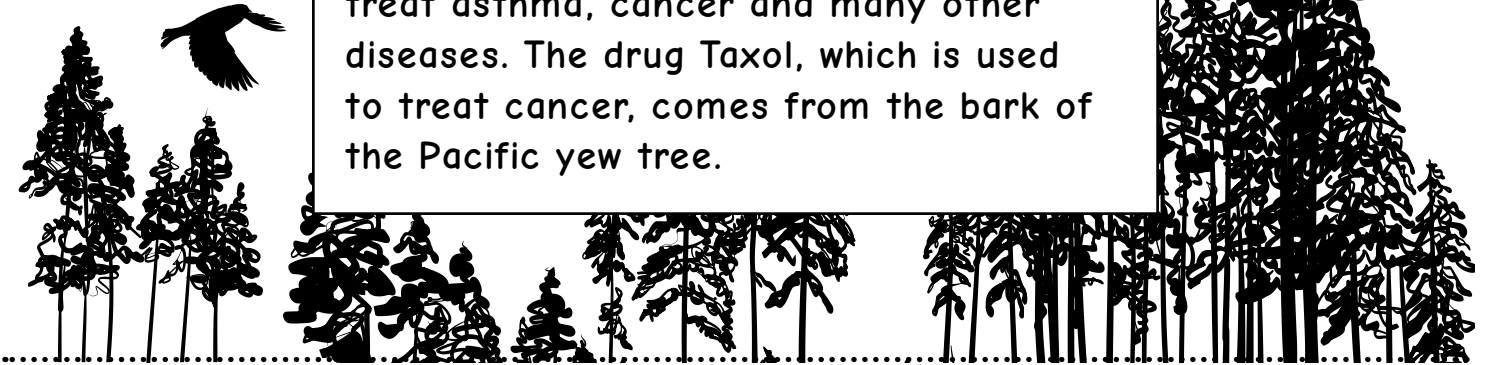 treat asthma, cancer and many other
diseases. The drug Taxol, which is used
to treat cancer, comes from the bark of
the Pacific yew tree.